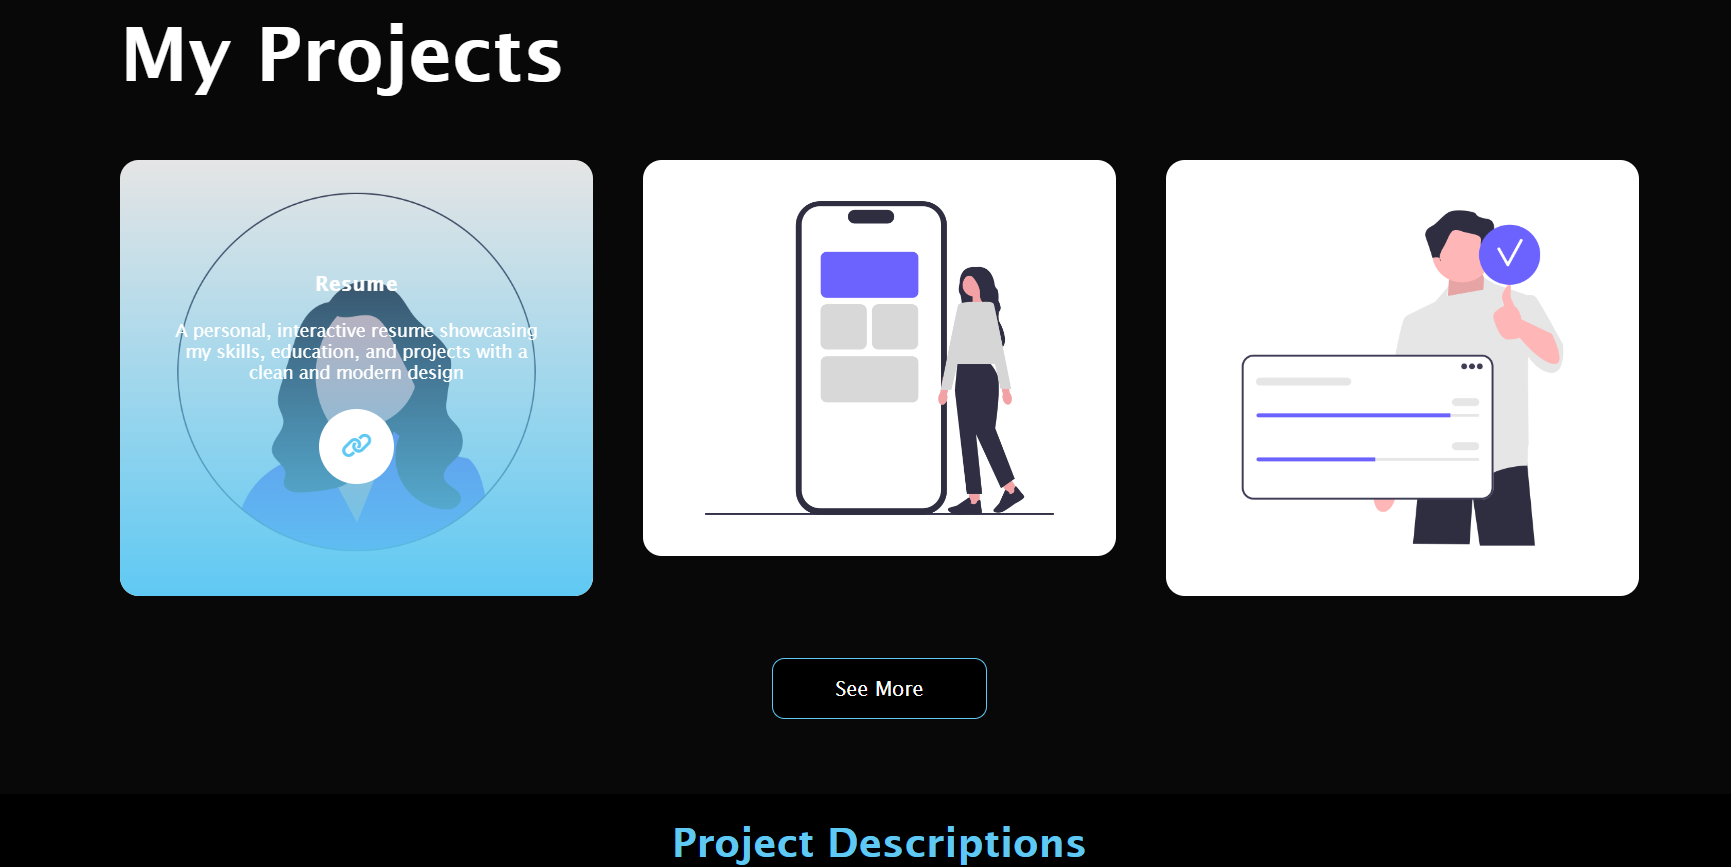 My Projects
Resume
A personal, interactive resume showcasing
my skills, education, and projects with a
clean and modern design
See More
Project Descriptions